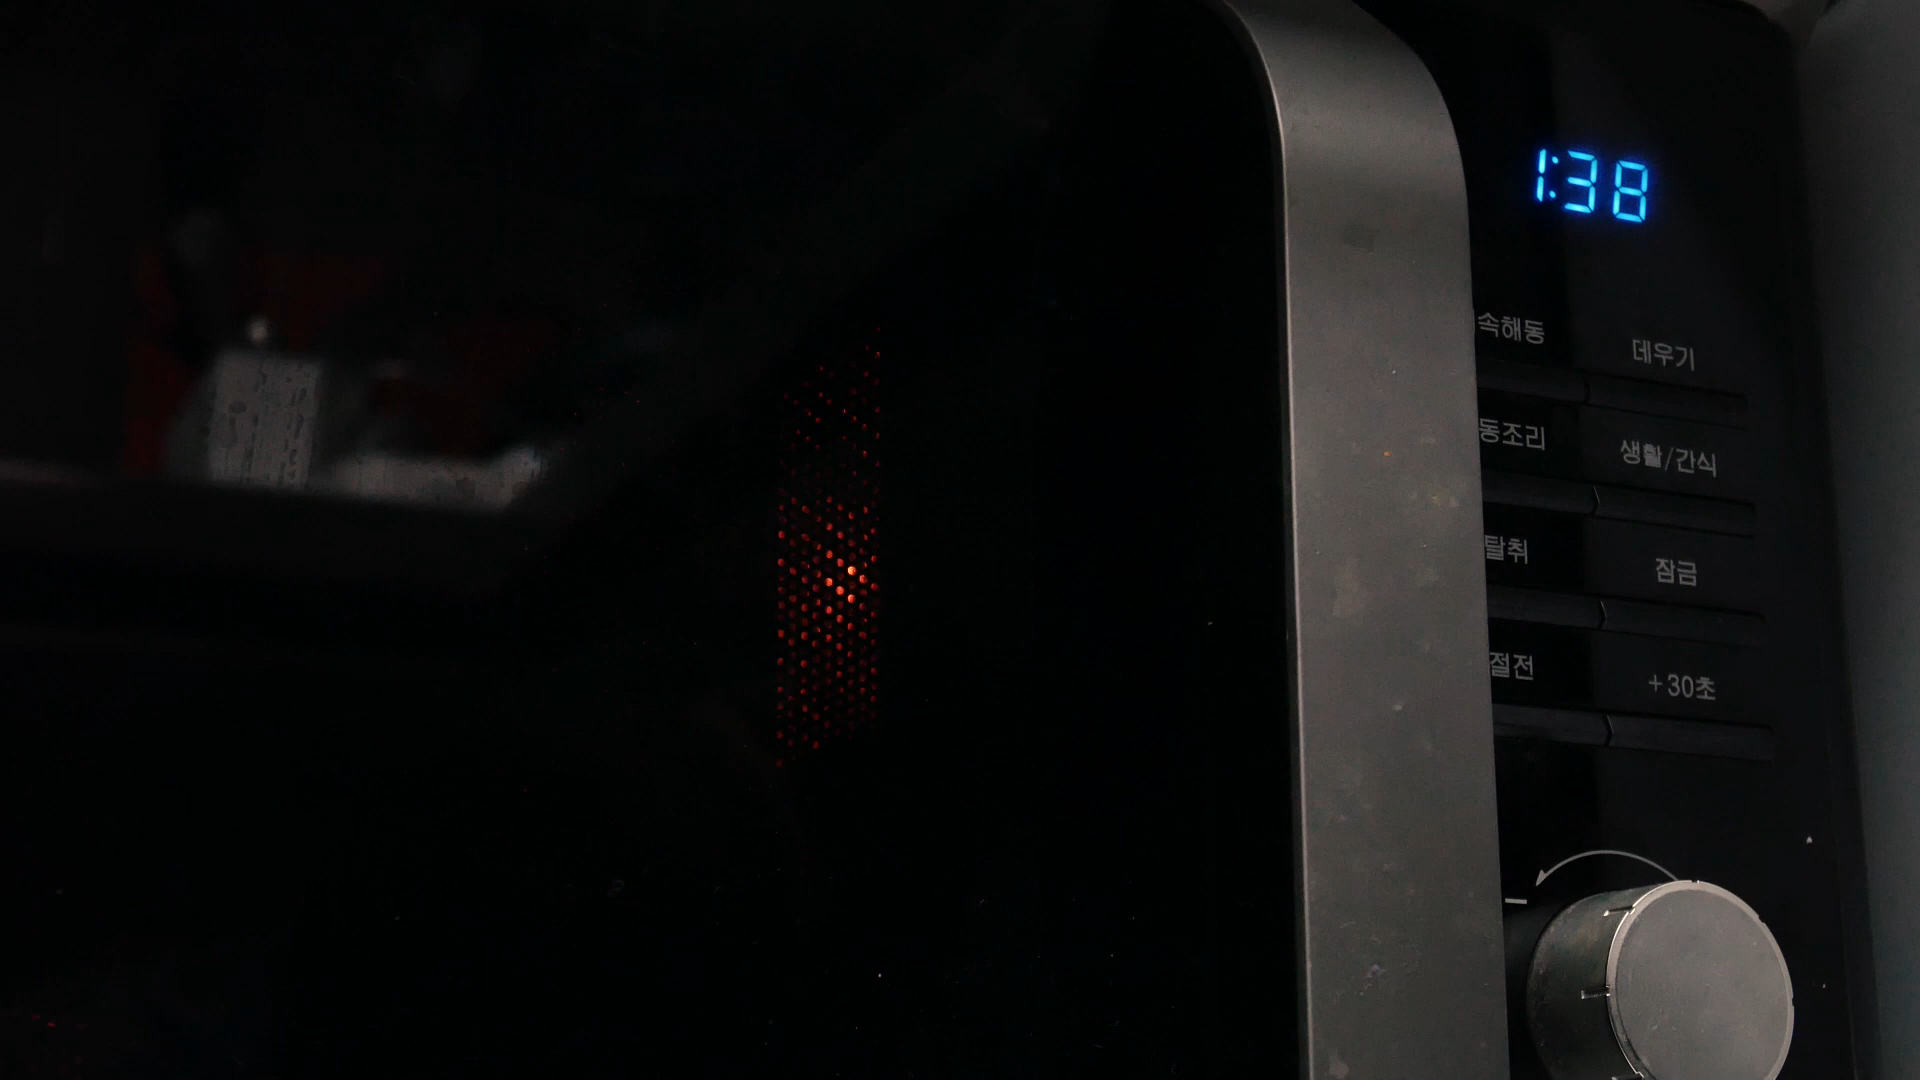 1:38
속해동 데우기
동조리 생활/간식
탈취 잠금
절전 +30초